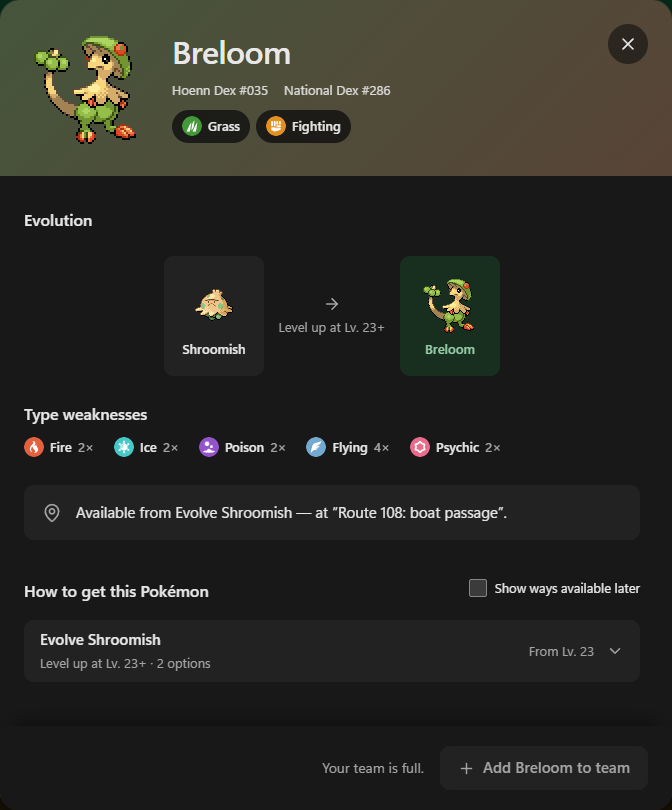 Breloom
Hoenn Dex #035 National Dex #286
Grass Fighting
Evolution
Shroomish
Level up at Lv. 23+
Breloom
Type weaknesses
Fire 2× Ice 2× Poison 2× Flying 4× Psychic 2×
Available from Evolve Shroomish — at “Route 108: boat passage”.
How to get this Pokémon
Show ways available later
Evolve Shroomish
Level up at Lv. 23+ · 2 options
From Lv. 23
Your team is full.
+ Add Breloom to team